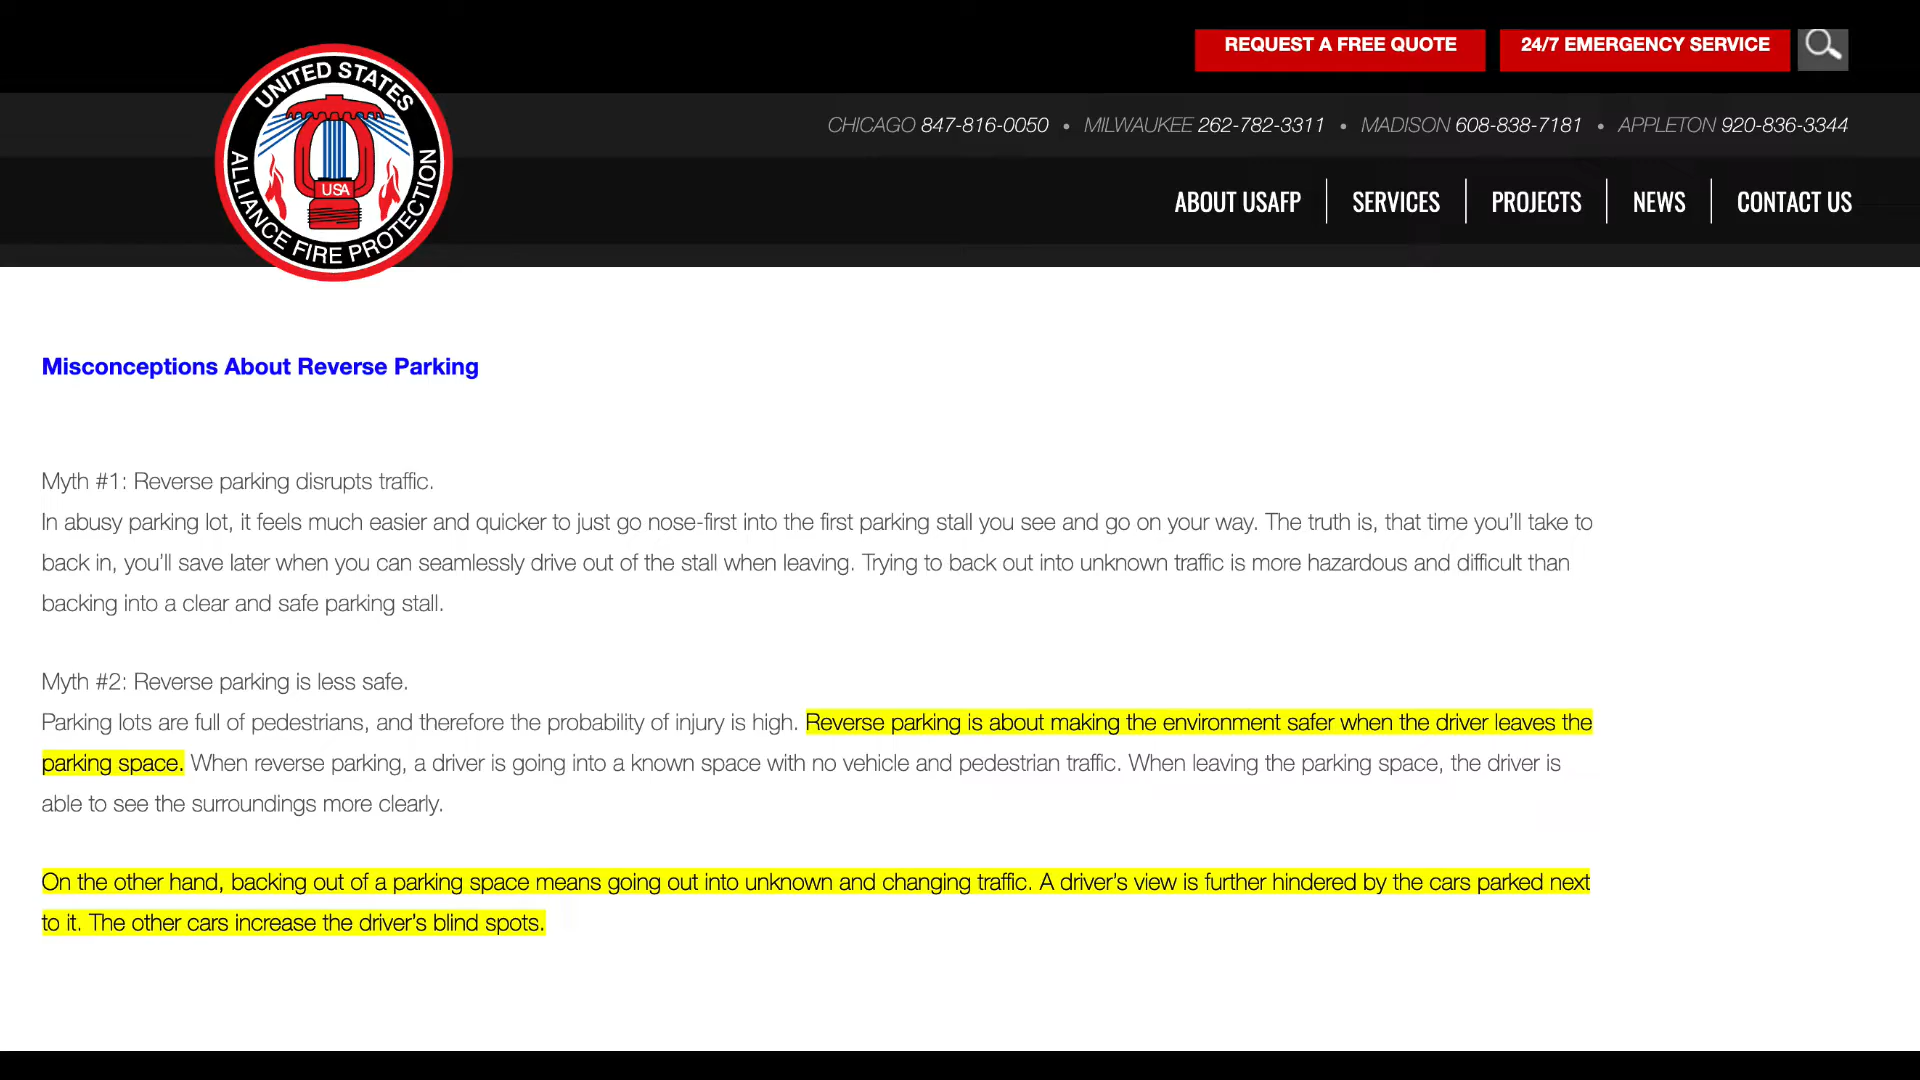 REQUEST A FREE QUOTE
24/7 EMERGENCY SERVICE
UNITED STATES
ALLIANCE FIRE PROTECTION
USA
CHICAGO 847-816-0050 • MILWAUKEE 262-782-3311 • MADISON 608-838-7181 • APPLETON 920-836-3344
ABOUT USAFP
SERVICES
PROJECTS
NEWS
CONTACT US
Misconceptions About Reverse Parking
Myth #1: Reverse parking disrupts traffic.
In abusy parking lot, it feels much easier and quicker to just go nose-first into the first parking stall you see and go on your way. The truth is, that time you’ll take to
back in, you’ll save later when you can seamlessly drive out of the stall when leaving. Trying to back out into unknown traffic is more hazardous and difficult than
backing into a clear and safe parking stall.
Myth #2: Reverse parking is less safe.
Parking lots are full of pedestrians, and therefore the probability of injury is high. Reverse parking is about making the environment safer when the driver leaves the
parking space. When reverse parking, a driver is going into a known space with no vehicle and pedestrian traffic. When leaving the parking space, the driver is
able to see the surroundings more clearly.
On the other hand, backing out of a parking space means going out into unknown and changing traffic. A driver’s view is further hindered by the cars parked next
to it. The other cars increase the driver’s blind spots.